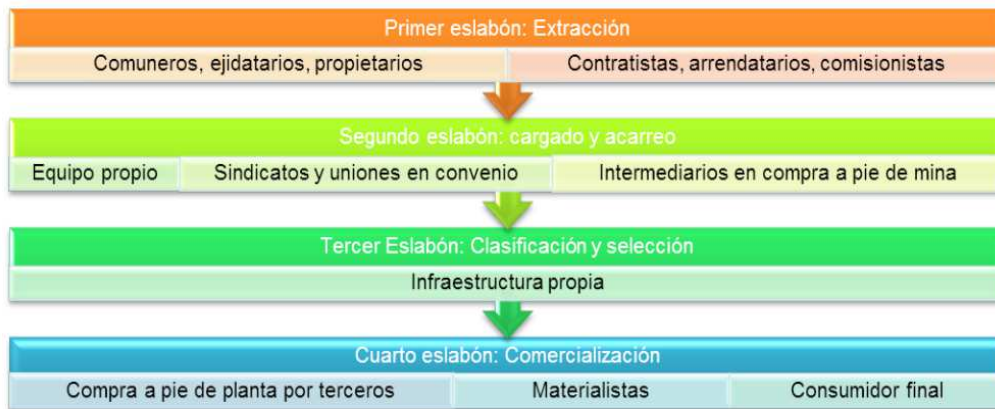 Primer eslabón: Extracción
Comuneros, ejidatarios, propietarios
Contratistas, arrendatarios, comisionistas
Segundo eslabón: cargado y acarreo
Equipo propio
Sindicatos y uniones en convenio
Intermediarios en compra a pie de mina
Tercer Eslabón: Clasificación y selección
Infraestructura propia
Cuarto eslabón: Comercialización
Compra a pie de planta por terceros
Materialistas
Consumidor final